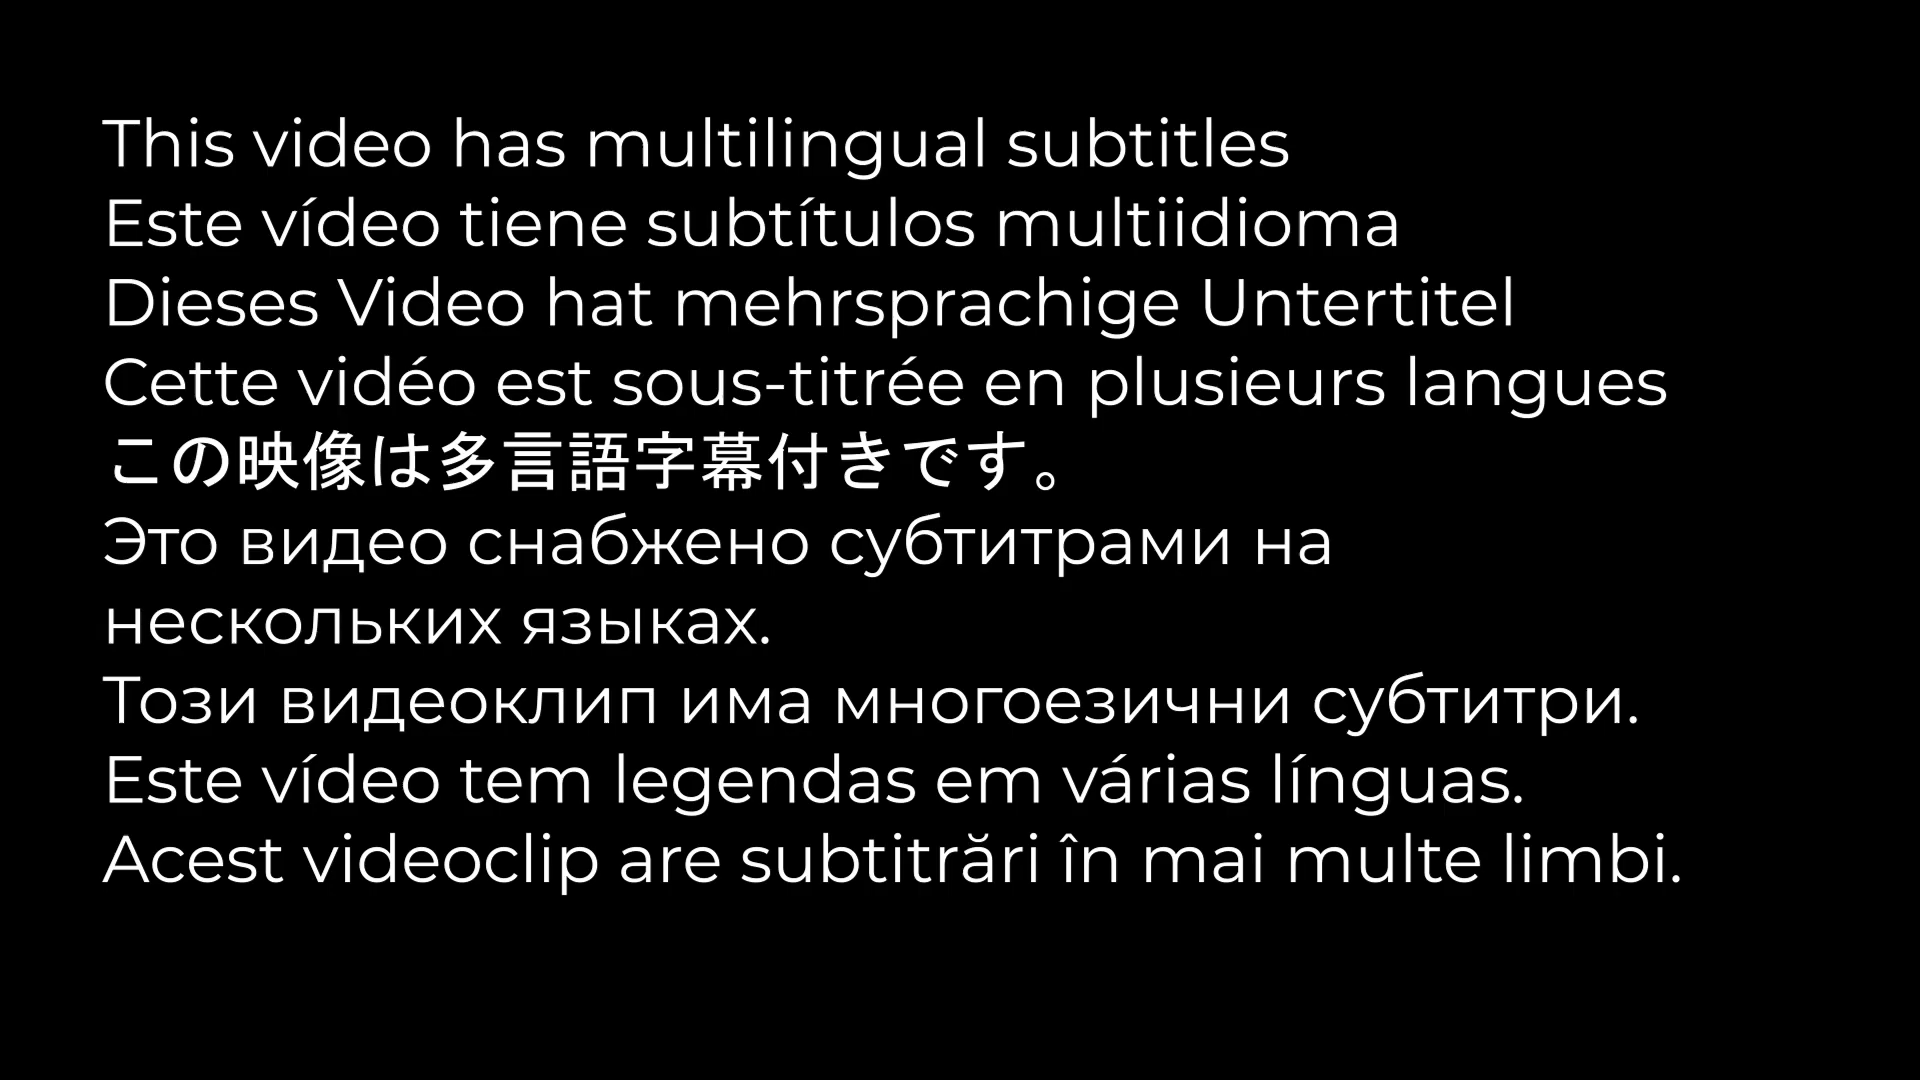 This video has multilingual subtitles
Este vídeo tiene subtítulos multiidioma
Dieses Video hat mehrsprachige Untertitel
Cette vidéo est sous-titrée en plusieurs langues
この映像は多言語字幕付きです。
Это видео снабжено субтитрами на
нескольких языках.
Този видеоклип има многоезични субтитри.
Este vídeo tem legendas em várias línguas.
Acest videoclip are subtitrări în mai multe limbi.